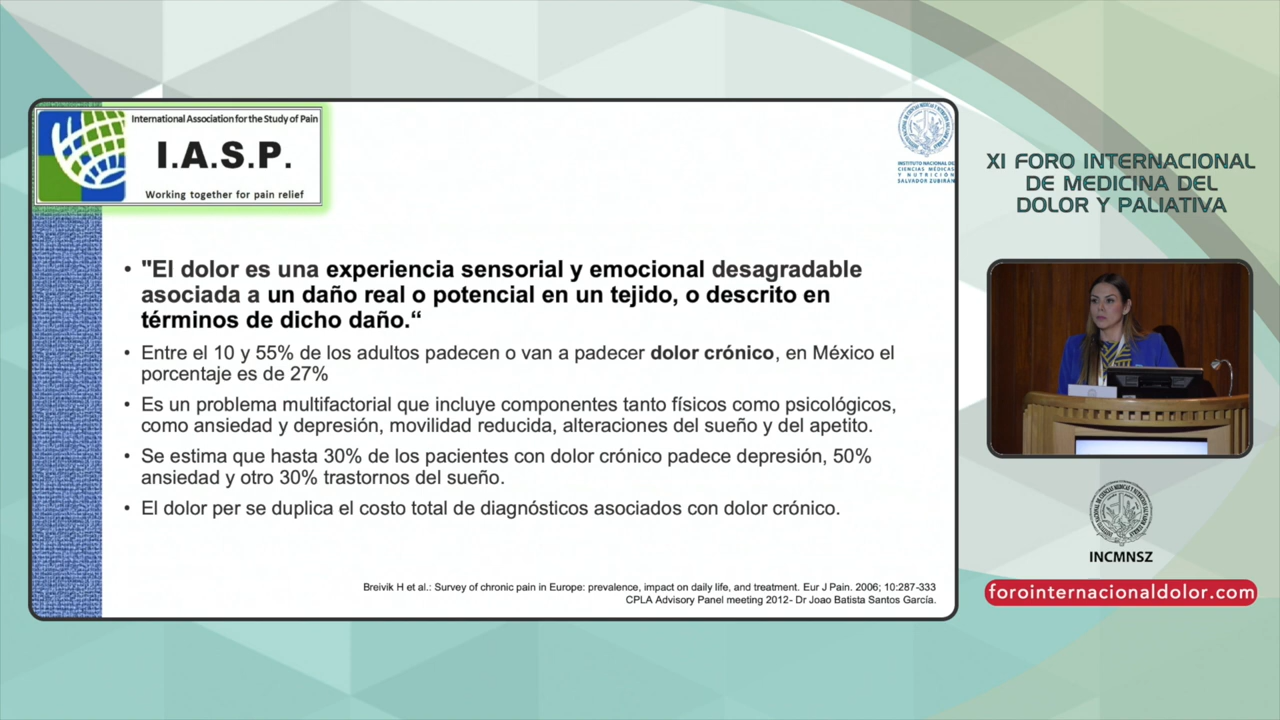 International Association for the Study of Pain
I.A.S.P.
Working together for pain relief
INSTITUTO NACIONAL DE
CIENCIAS MÉDICAS
Y NUTRICIÓN
SALVADOR ZUBIRÁN
• "El dolor es una experiencia sensorial y emocional desagradable
asociada a un daño real o potencial en un tejido, o descrito en
términos de dicho daño.“
• Entre el 10 y 55% de los adultos padecen o van a padecer dolor crónico, en México el
porcentaje es de 27%
• Es un problema multifactorial que incluye componentes tanto físicos como psicológicos,
como ansiedad y depresión, movilidad reducida, alteraciones del sueño y del apetito.
• Se estima que hasta 30% de los pacientes con dolor crónico padece depresión, 50%
ansiedad y otro 30% trastornos del sueño.
• El dolor per se duplica el costo total de diagnósticos asociados con dolor crónico.
Breivik H et al.: Survey of chronic pain in Europe: prevalence, impact on daily life, and treatment. Eur J Pain. 2006; 10:287-333
CPLA Advisory Panel meeting 2012- Dr Joao Batista Santos García.
XI FORO INTERNACIONAL
DE MEDICINA DEL
DOLOR Y PALIATIVA
INCMNSZ
forointernacionaldolor.com